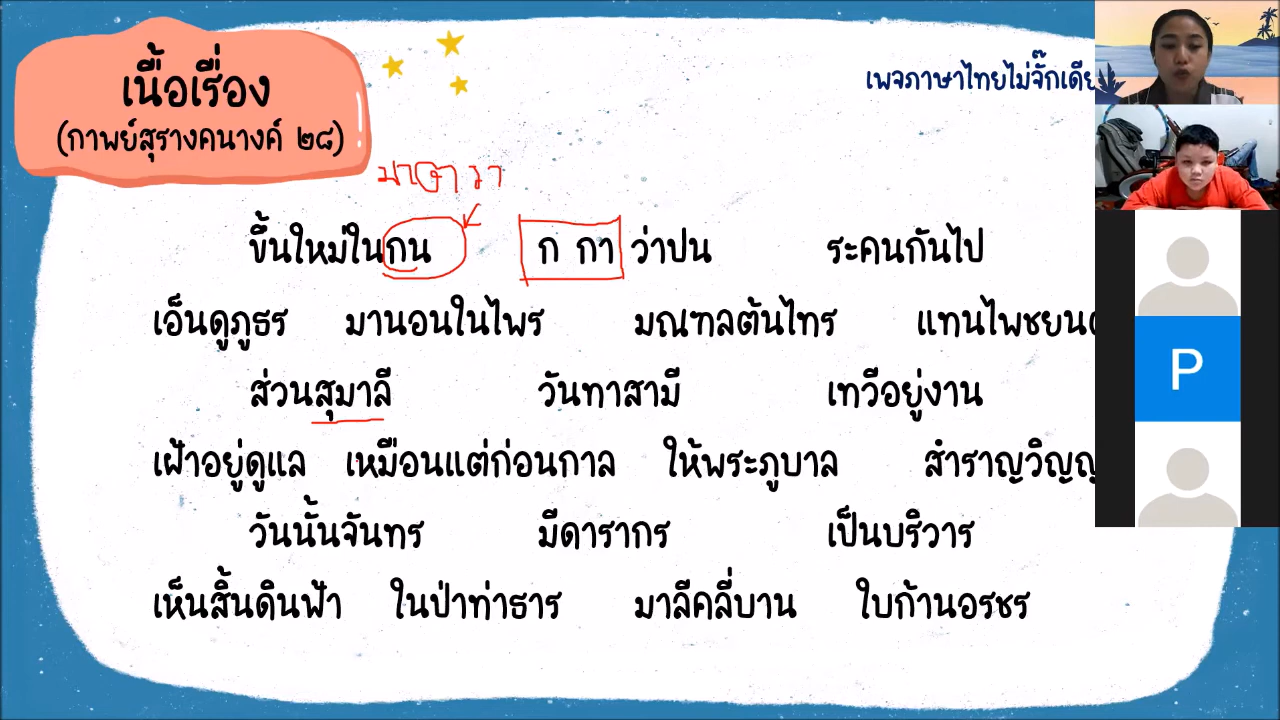 เนื้อเรื่อง
(กาพย์สุรางคนางค์ ๒๘)
เพจภาษาไทยไม่จั๊กเดีย
ขึ้นใหม่ในกน ก กา ว่าปน ระคนกันไป
เอ็นดูภูธร มานอนในไพร มณฑลต้นไทร แทนไพชยนต
ส่วนสุมาลี วันทาสามี เทวีอยู่งาน
เฝ้าอยู่ดูแล เหมือนแต่ก่อนกาล ให้พระภูบาล สำราญวิญญ
วันนั้นจันทร มีดารากร เป็นบริวาร
เห็นสิ้นดินฟ้า ในป่าท่าธาร มาลีคลี่บาน ใบก้านอรชร
P